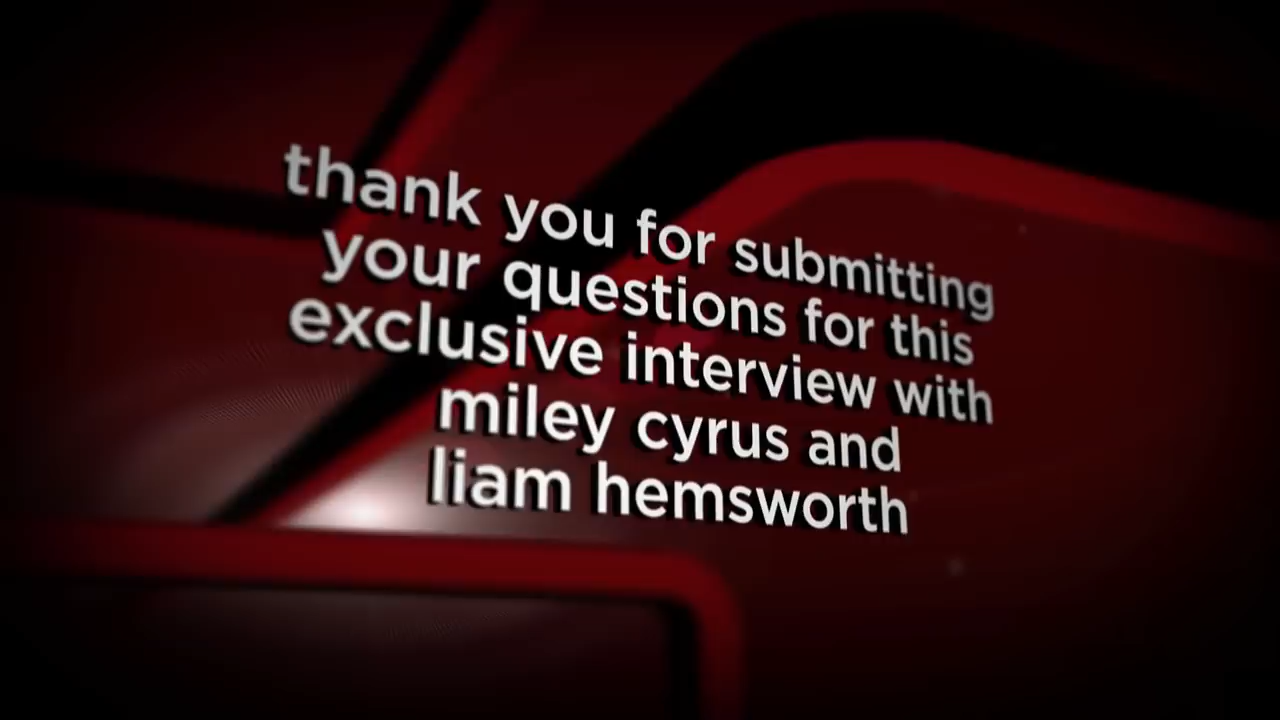 thank you for submitting
your questions for this
exclusive interview with
miley cyrus and
liam hemsworth